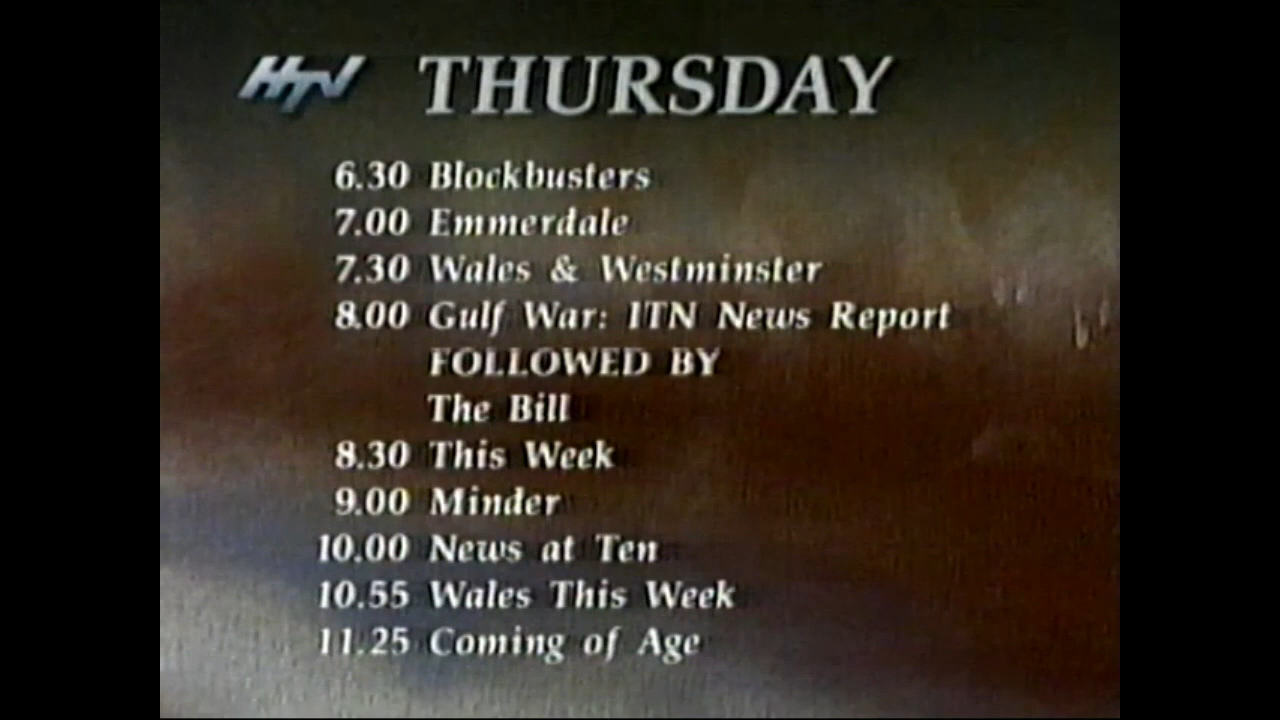 HTV THURSDAY
6.30 Blockbusters
7.00 Emmerdale
7.30 Wales & Westminster
8.00 Gulf War: ITN News Report
FOLLOWED BY
The Bill
8.30 This Week
9.00 Minder
10.00 News at Ten
10.55 Wales This Week
11.25 Coming of Age